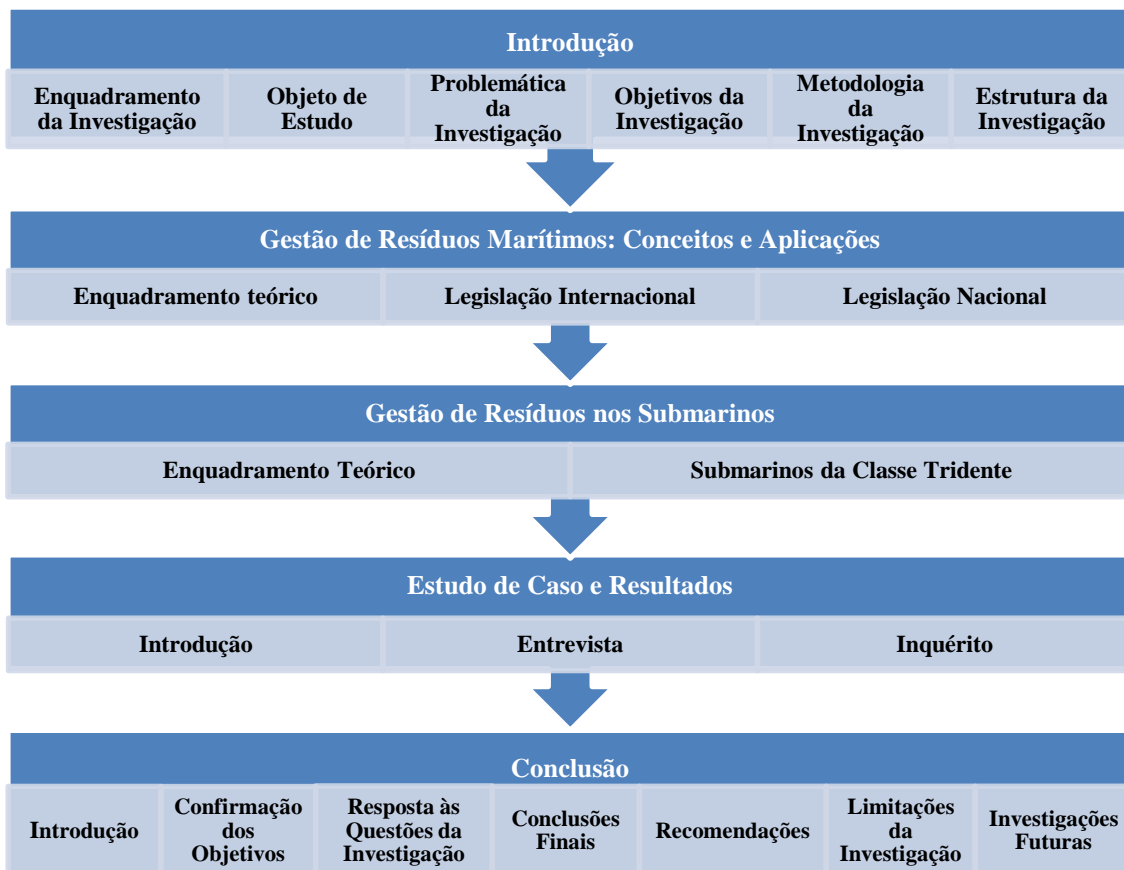 Introdução
Enquadramento
da Investigação
Objeto de
Estudo
Problemática
da
Investigação
Objetivos da
Investigação
Metodologia
da
Investigação
Estrutura da
Investigação
Gestão de Resíduos Marítimos: Conceitos e Aplicações
Enquadramento teórico
Legislação Internacional
Legislação Nacional
Gestão de Resíduos nos Submarinos
Enquadramento Teórico
Submarinos da Classe Tridente
Estudo de Caso e Resultados
Introdução
Entrevista
Inquérito
Conclusão
Introdução
Confirmação
dos
Objetivos
Resposta às
Questões da
Investigação
Conclusões
Finais
Recomendações
Limitações
da
Investigação
Investigações
Futuras